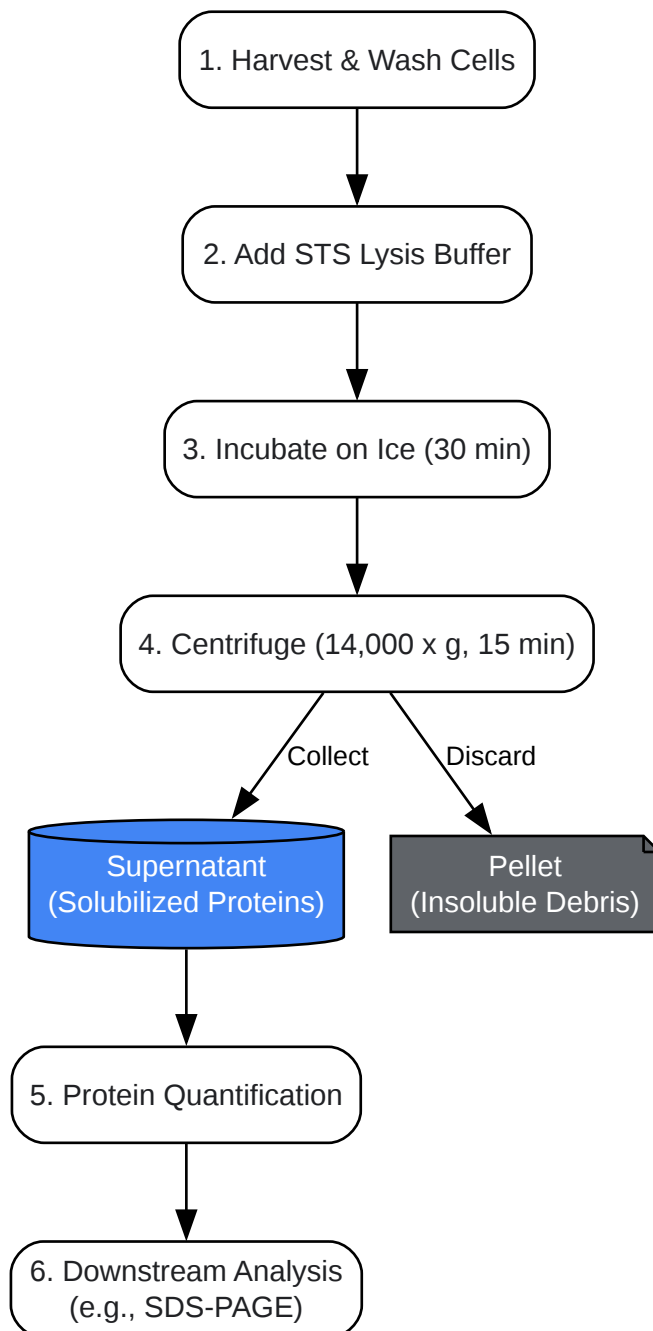 1. Harvest & Wash Cells
2. Add STS Lysis Buffer
3. Incubate on Ice (30 min)
4. Centrifuge (14,000 x g, 15 min)
Collect
Discard
Supernatant
(Solubilized Proteins)
Pellet
(Insoluble Debris)
5. Protein Quantification
6. Downstream Analysis
(e.g., SDS-PAGE)